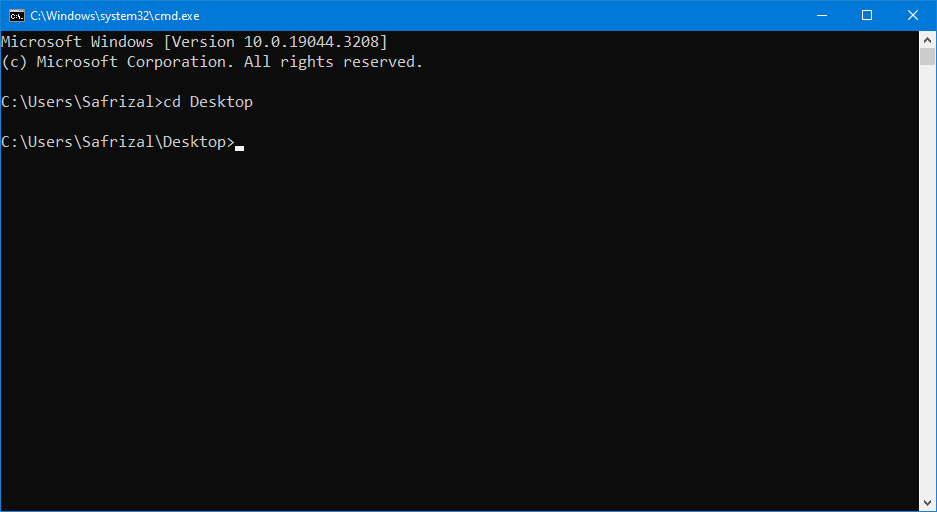 C:\Windows\system32\cmd.exe
Microsoft Windows [Version 10.0.19044.3208]
(c) Microsoft Corporation. All rights reserved.
C:\Users\Safrizal>cd Desktop
C:\Users\Safrizal\Desktop>